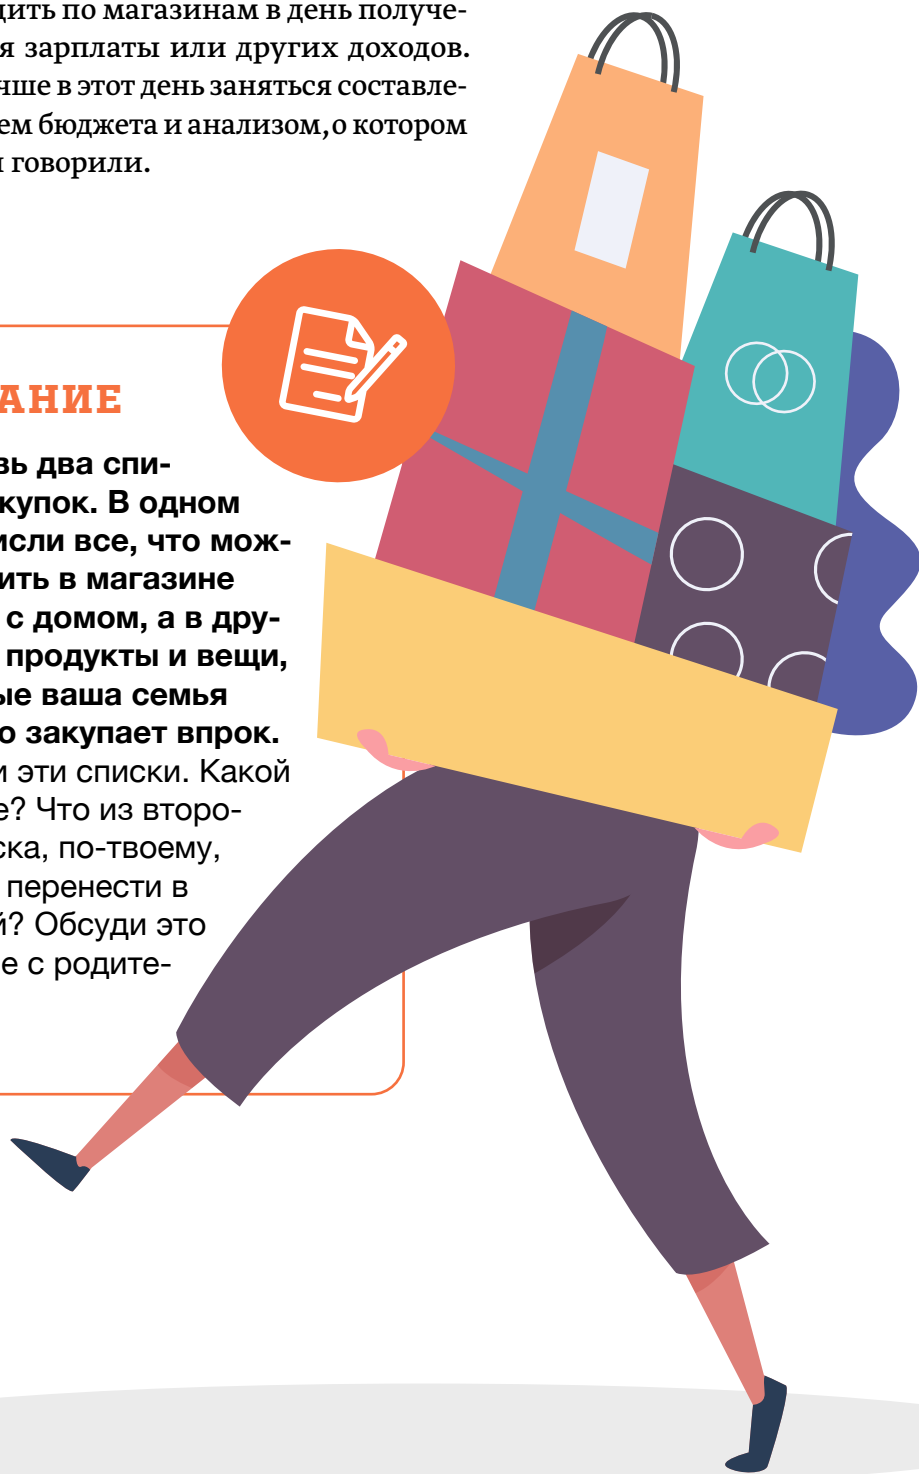 дить по магазинам в день получе-
я зарплаты или других доходов.
чше в этот день заняться составле-
ем бюджета и анализом, о котором
и говорили.
АНИЕ
вь два спи-
купок. В одном
исли все, что мож-
ить в магазине
с домом, а в дру-
продукты и вещи,
ые ваша семья
о закупает впрок.
и эти списки. Какой
е? Что из второ-
ска, по-твоему,
перенести в
й? Обсуди это
е с родите-